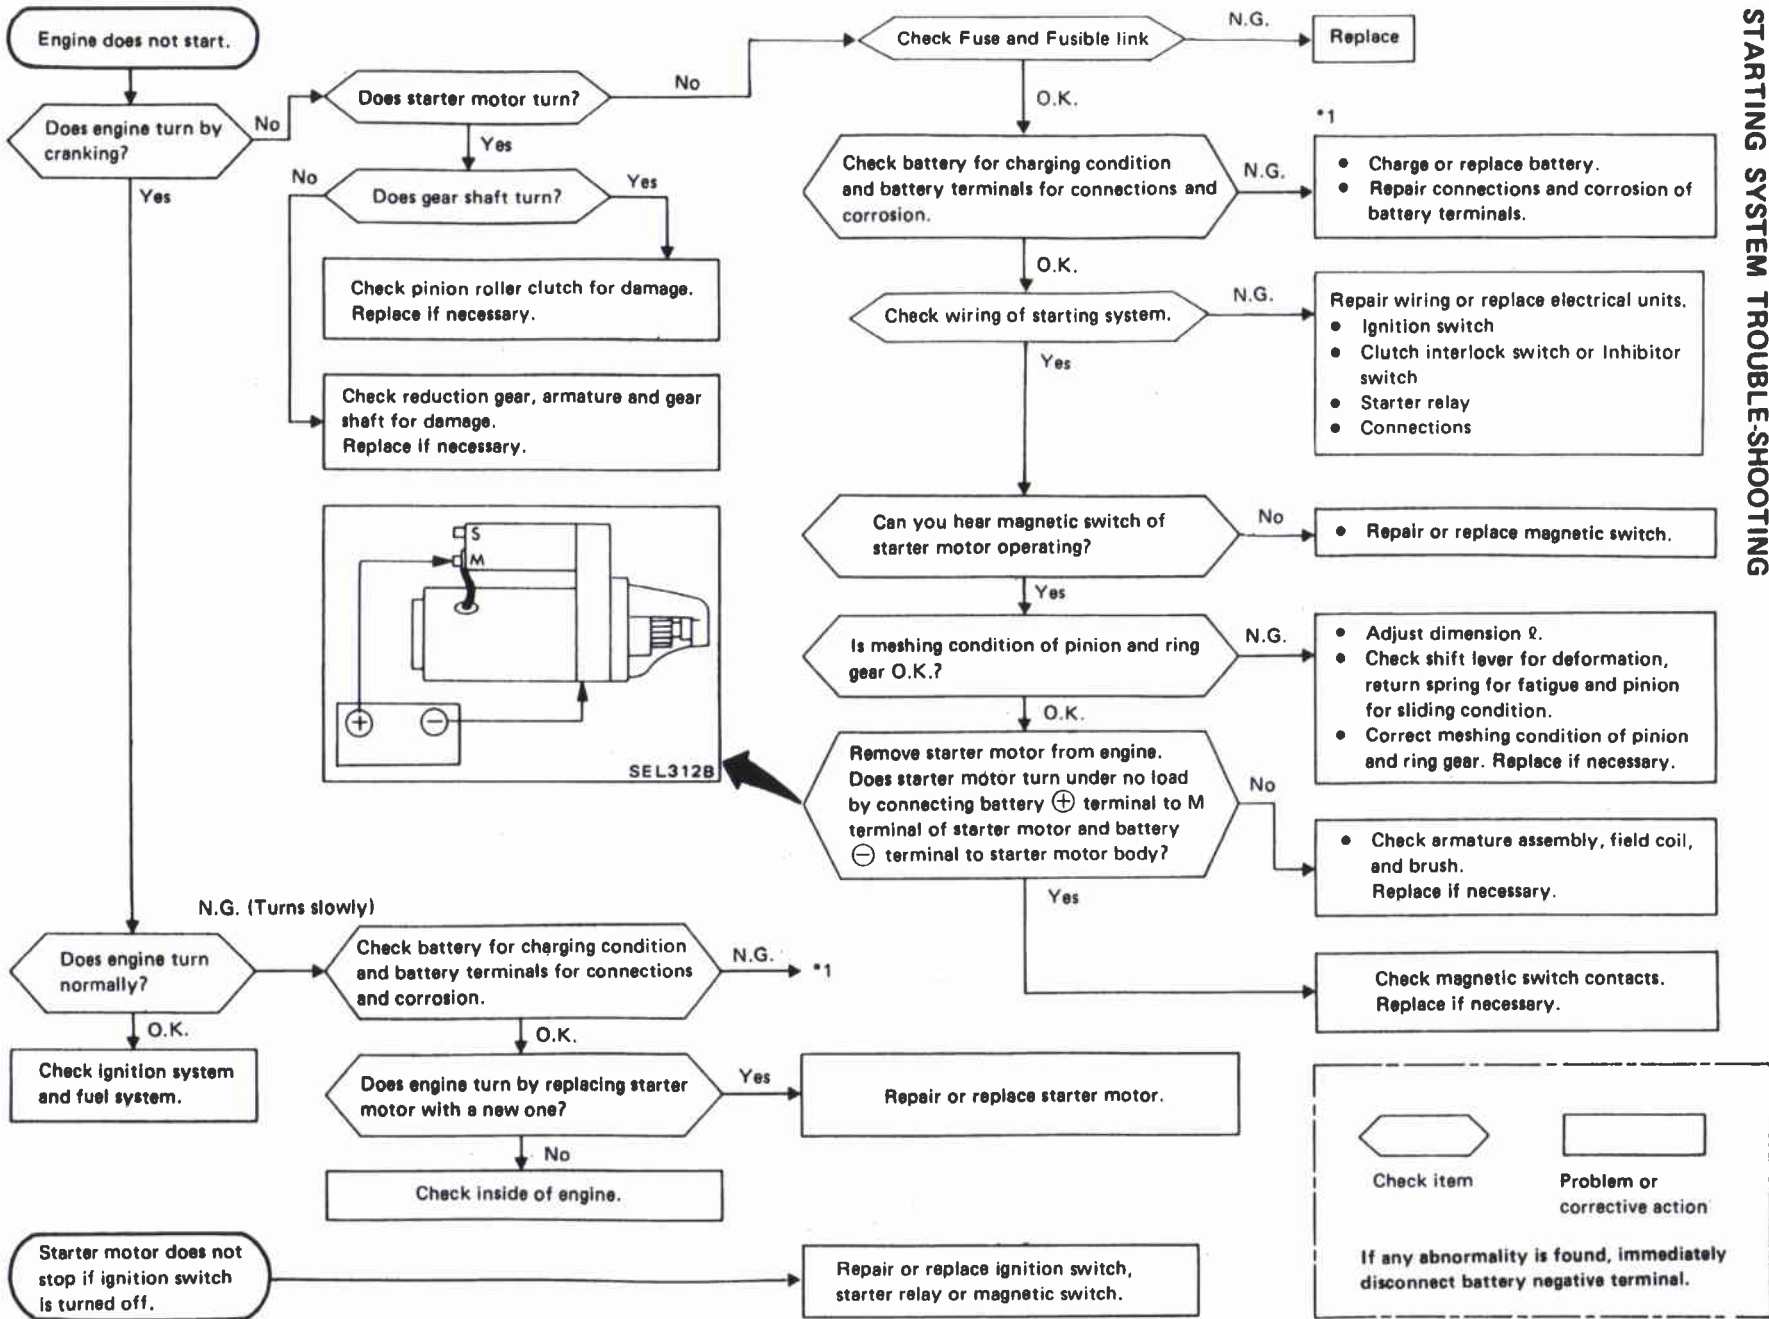 STARTING SYSTEM TROUBLE-SHOOTING
Engine does not start.
Does engine turn by
cranking?
No
Yes
Does starter motor turn?
No
Yes
Does gear shaft turn?
No
Yes
Check pinion roller clutch for damage.
Replace if necessary.
Check reduction gear, armature and gear
shaft for damage.
Replace if necessary.
S
M
⊕
⊖
SEL312B
Check Fuse and Fusible link
N.G.
Replace
O.K.
Check battery for charging condition
and battery terminals for connections and
corrosion.
N.G.
*1
● Charge or replace battery.
● Repair connections and corrosion of
battery terminals.
O.K.
Check wiring of starting system.
N.G.
Repair wiring or replace electrical units.
● Ignition switch
● Clutch interlock switch or Inhibitor
switch
● Starter relay
● Connections
Yes
Can you hear magnetic switch of
starter motor operating?
No
● Repair or replace magnetic switch.
Yes
Is meshing condition of pinion and ring
gear O.K.?
N.G.
● Adjust dimension ℓ.
● Check shift lever for deformation,
return spring for fatigue and pinion
for sliding condition.
● Correct meshing condition of pinion
and ring gear. Replace if necessary.
O.K.
Remove starter motor from engine.
Does starter motor turn under no load
by connecting battery ⊕ terminal to M
terminal of starter motor and battery
⊖ terminal to starter motor body?
No
● Check armature assembly, field coil,
and brush.
Replace if necessary.
Yes
Check magnetic switch contacts.
Replace if necessary.
Does engine turn
normally?
N.G. (Turns slowly)
O.K.
Check ignition system
and fuel system.
Check battery for charging condition
and battery terminals for connections
and corrosion.
N.G.
*1
O.K.
Does engine turn by replacing starter
motor with a new one?
Yes
Repair or replace starter motor.
No
Check inside of engine.
Starter motor does not
stop if ignition switch
is turned off.
Repair or replace ignition switch,
starter relay or magnetic switch.
Check item
Problem or
corrective action
If any abnormality is found, immediately
disconnect battery negative terminal.